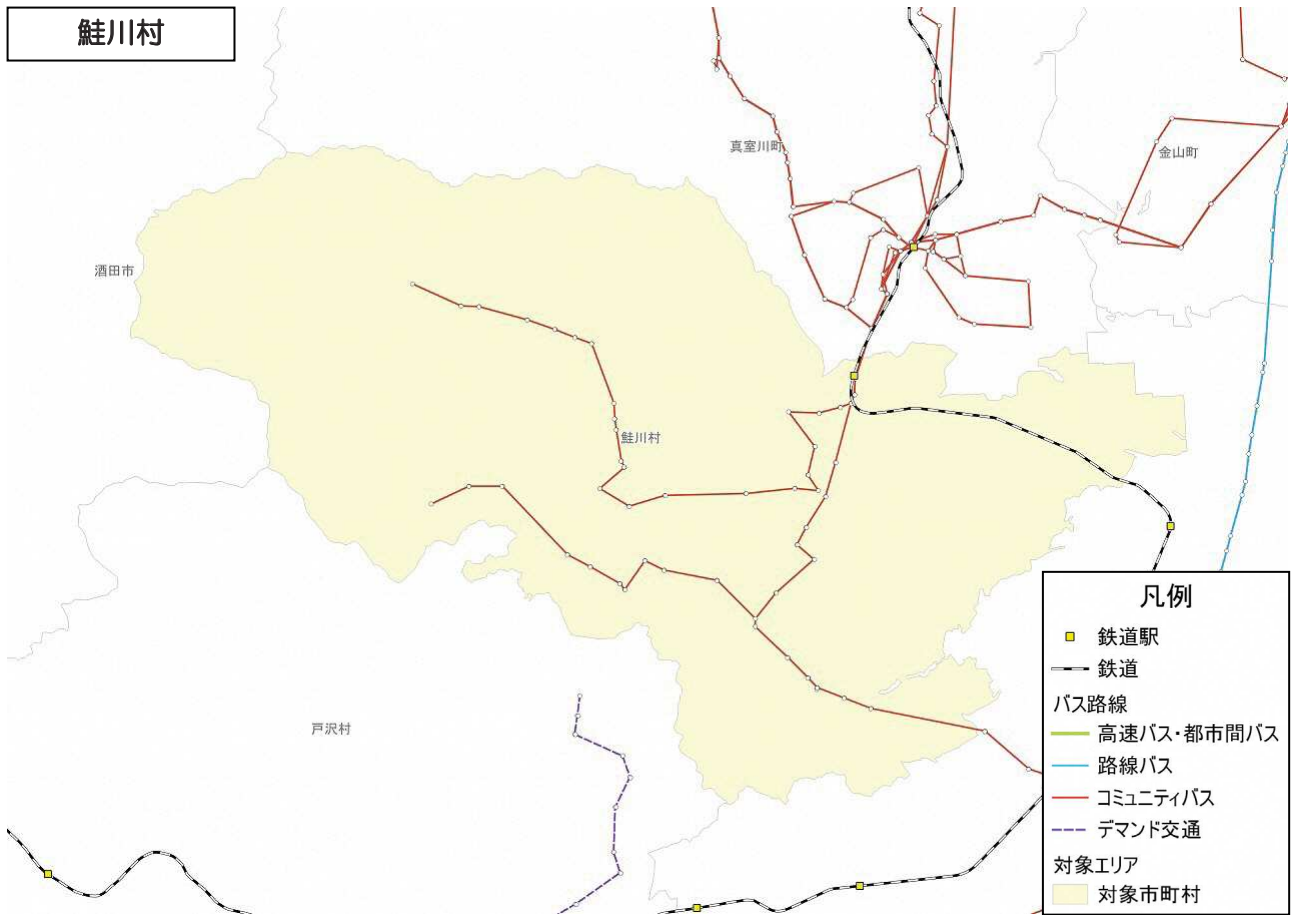 鮭川村
真室川町
金山町
酒田市
鮭川村
戸沢村
凡例
鉄道駅
鉄道
バス路線
高速バス・都市間バス
路線バス
コミュニティバス
デマンド交通
対象エリア
対象市町村